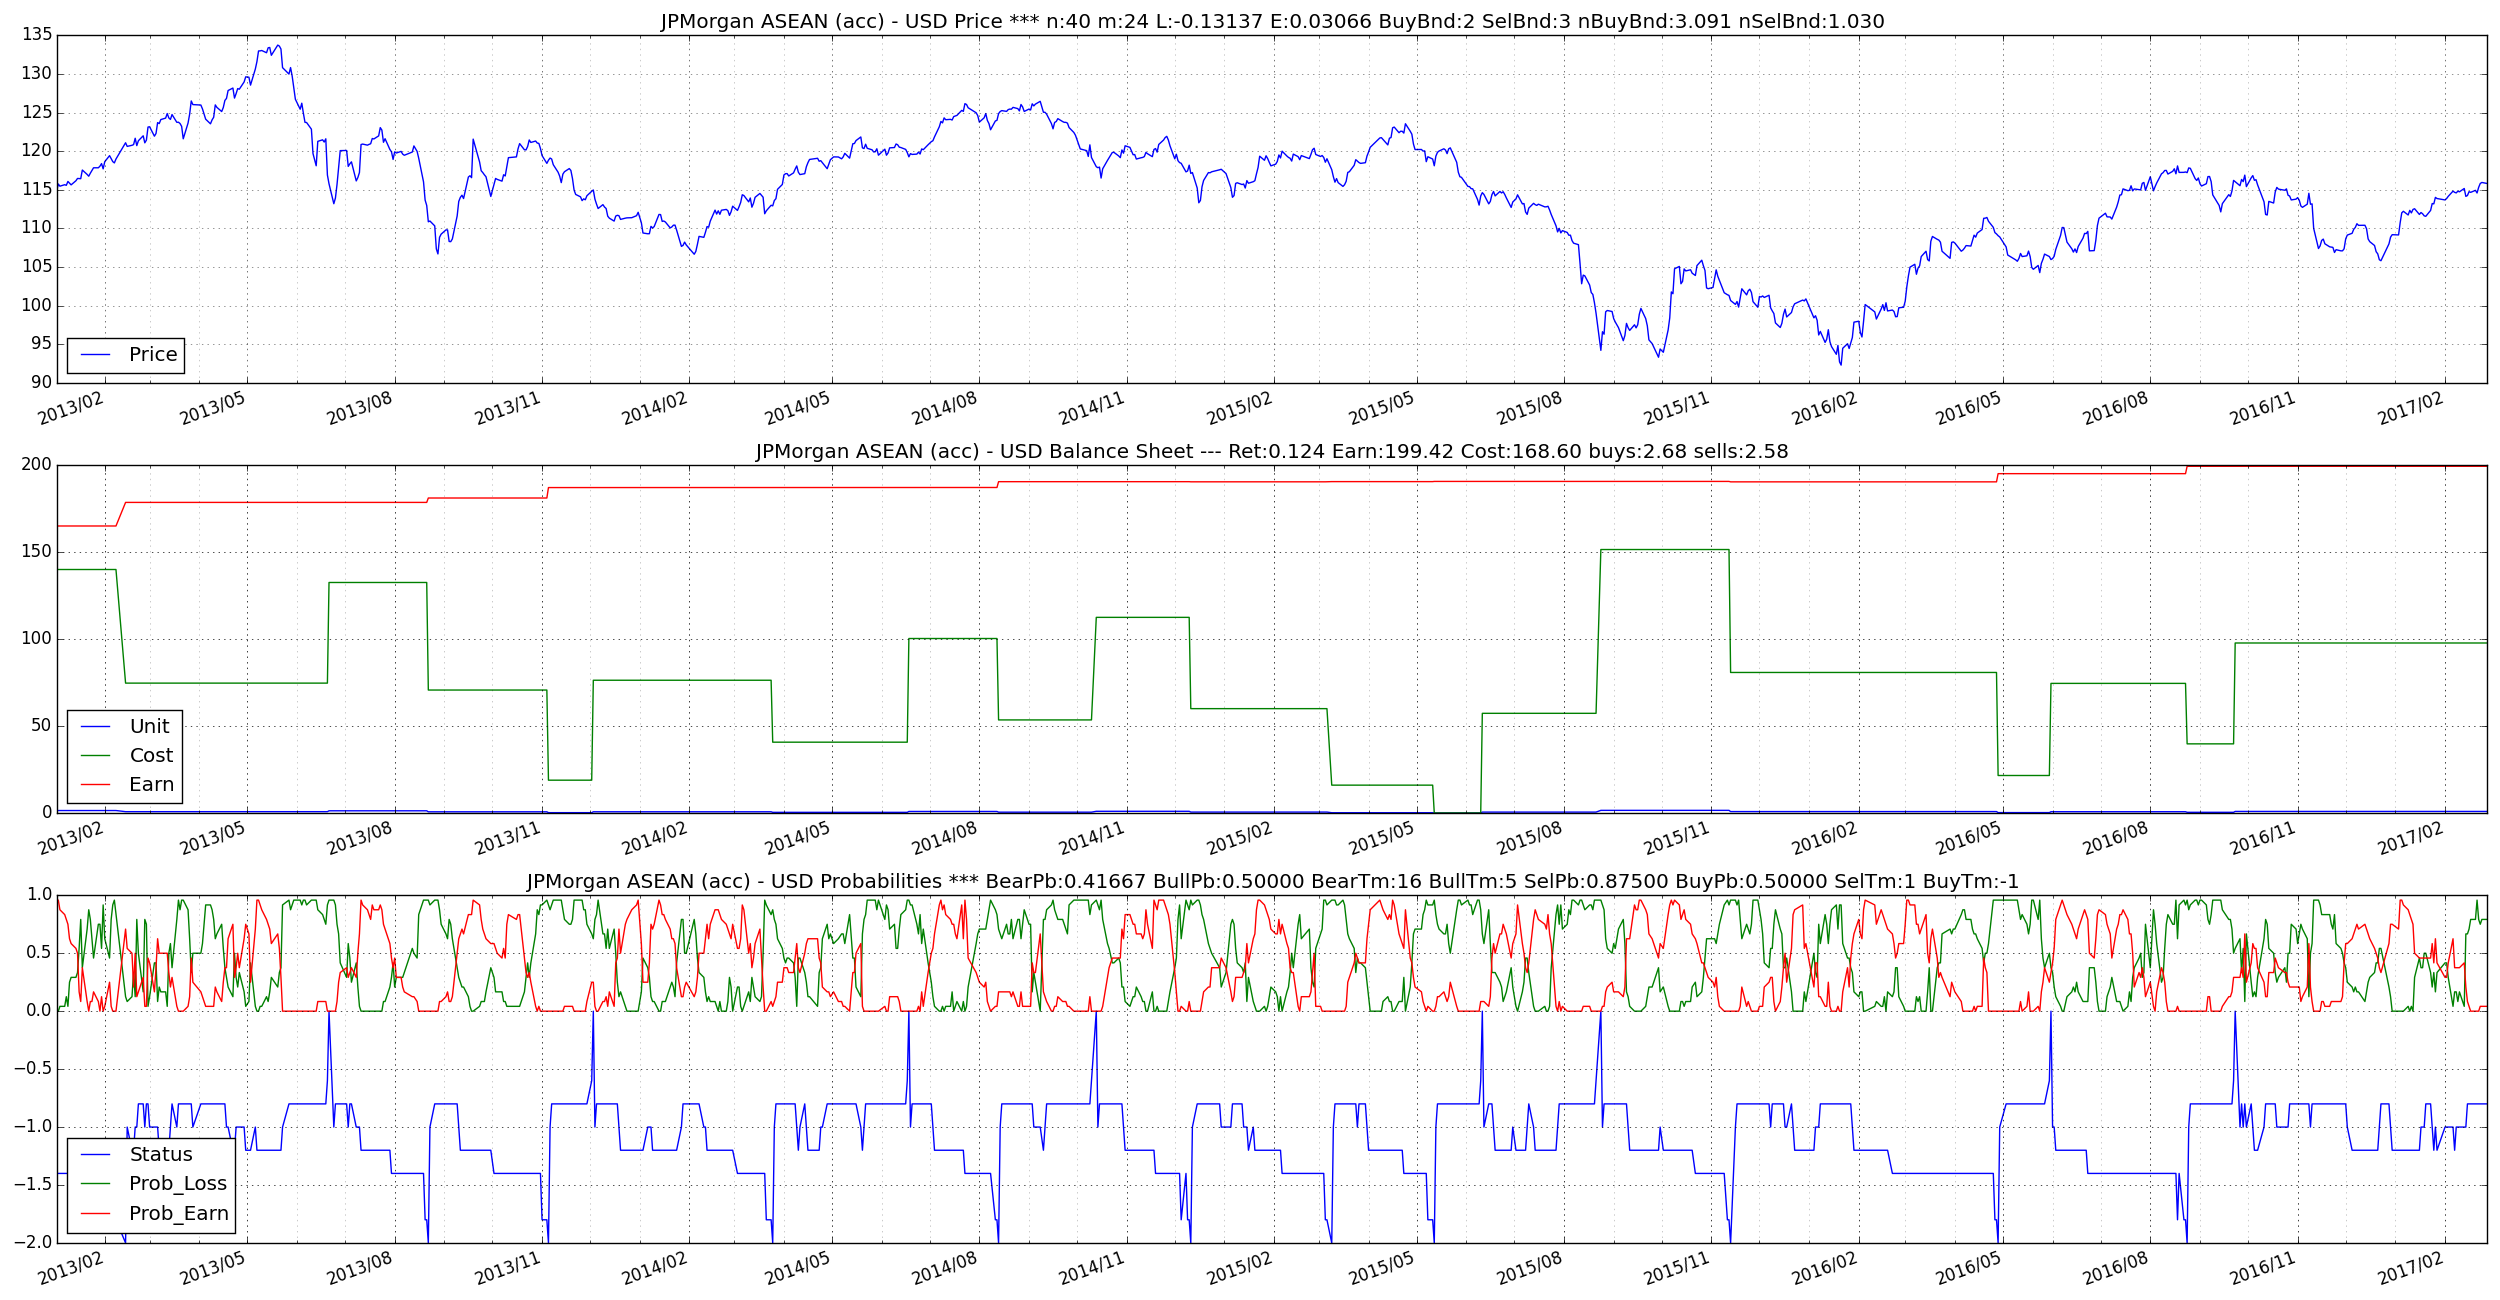 JPMorgan ASEAN (acc) - USD Price *** n:40 m:24 L:-0.13137 E:0.03066 BuyBnd:2 SelBnd:3 nBuyBnd:3.091 nSelBnd:1.030
135
130
125
120
115
110
105
100
95
90
Price
2013/02 2013/05 2013/08 2013/11 2014/02 2014/05 2014/08 2014/11 2015/02 2015/05 2015/08 2015/11 2016/02 2016/05 2016/08 2016/11 2017/02
JPMorgan ASEAN (acc) - USD Balance Sheet --- Ret:0.124 Earn:199.42 Cost:168.60 buys:2.68 sells:2.58
200
150
100
50
0
Unit
Cost
Earn
2013/02 2013/05 2013/08 2013/11 2014/02 2014/05 2014/08 2014/11 2015/02 2015/05 2015/08 2015/11 2016/02 2016/05 2016/08 2016/11 2017/02
JPMorgan ASEAN (acc) - USD Probabilities *** BearPb:0.41667 BullPb:0.50000 BearTm:16 BullTm:5 SelPb:0.87500 BuyPb:0.50000 SelTm:1 BuyTm:-1
1.0
0.5
0.0
−0.5
−1.0
−1.5
−2.0
Status
Prob_Loss
Prob_Earn
2013/02 2013/05 2013/08 2013/11 2014/02 2014/05 2014/08 2014/11 2015/02 2015/05 2015/08 2015/11 2016/02 2016/05 2016/08 2016/11 2017/02